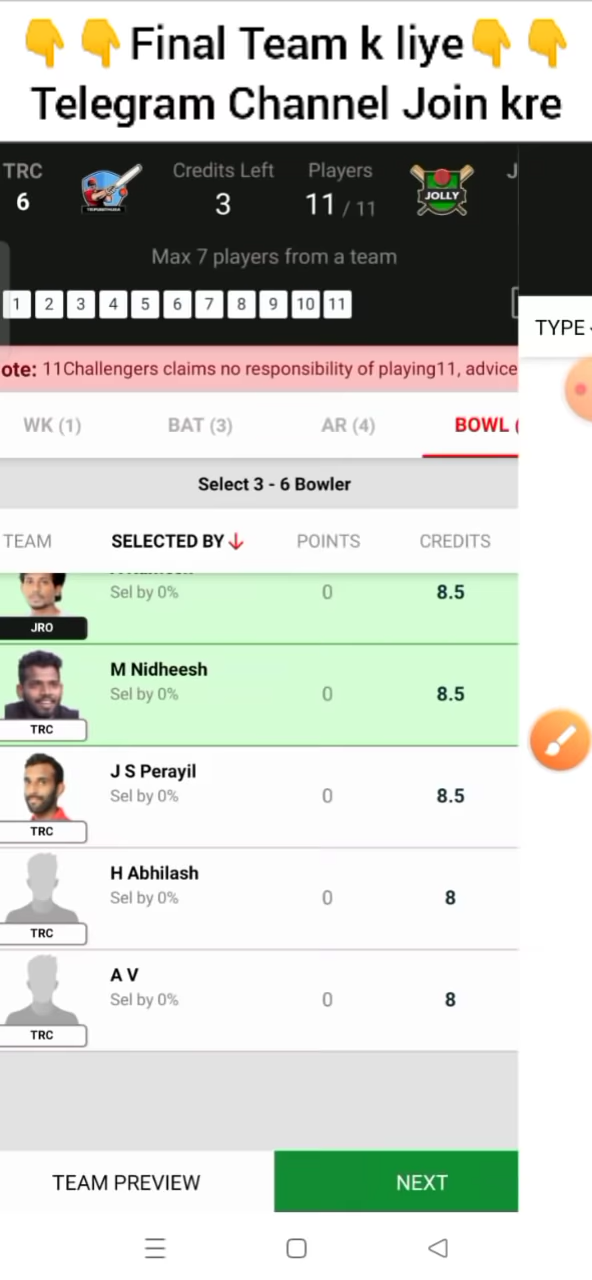 👇👇Final Team k liye👇👇
Telegram Channel Join kre
TRC Credits Left Players J
6 3 11 / 11
JOLLY
Max 7 players from a team
1 2 3 4 5 6 7 8 9 10 11
TYPE
ote: 11Challengers claims no responsibility of playing11, advice
WK (1) BAT (3) AR (4) BOWL (
Select 3 - 6 Bowler
TEAM SELECTED BY↓ POINTS CREDITS
Sel by 0% 0 8.5
JRO
M Nidheesh
Sel by 0% 0 8.5
TRC
J S Perayil
Sel by 0% 0 8.5
TRC
H Abhilash
Sel by 0% 0 8
TRC
A V
Sel by 0% 0 8
TRC
TEAM PREVIEW NEXT